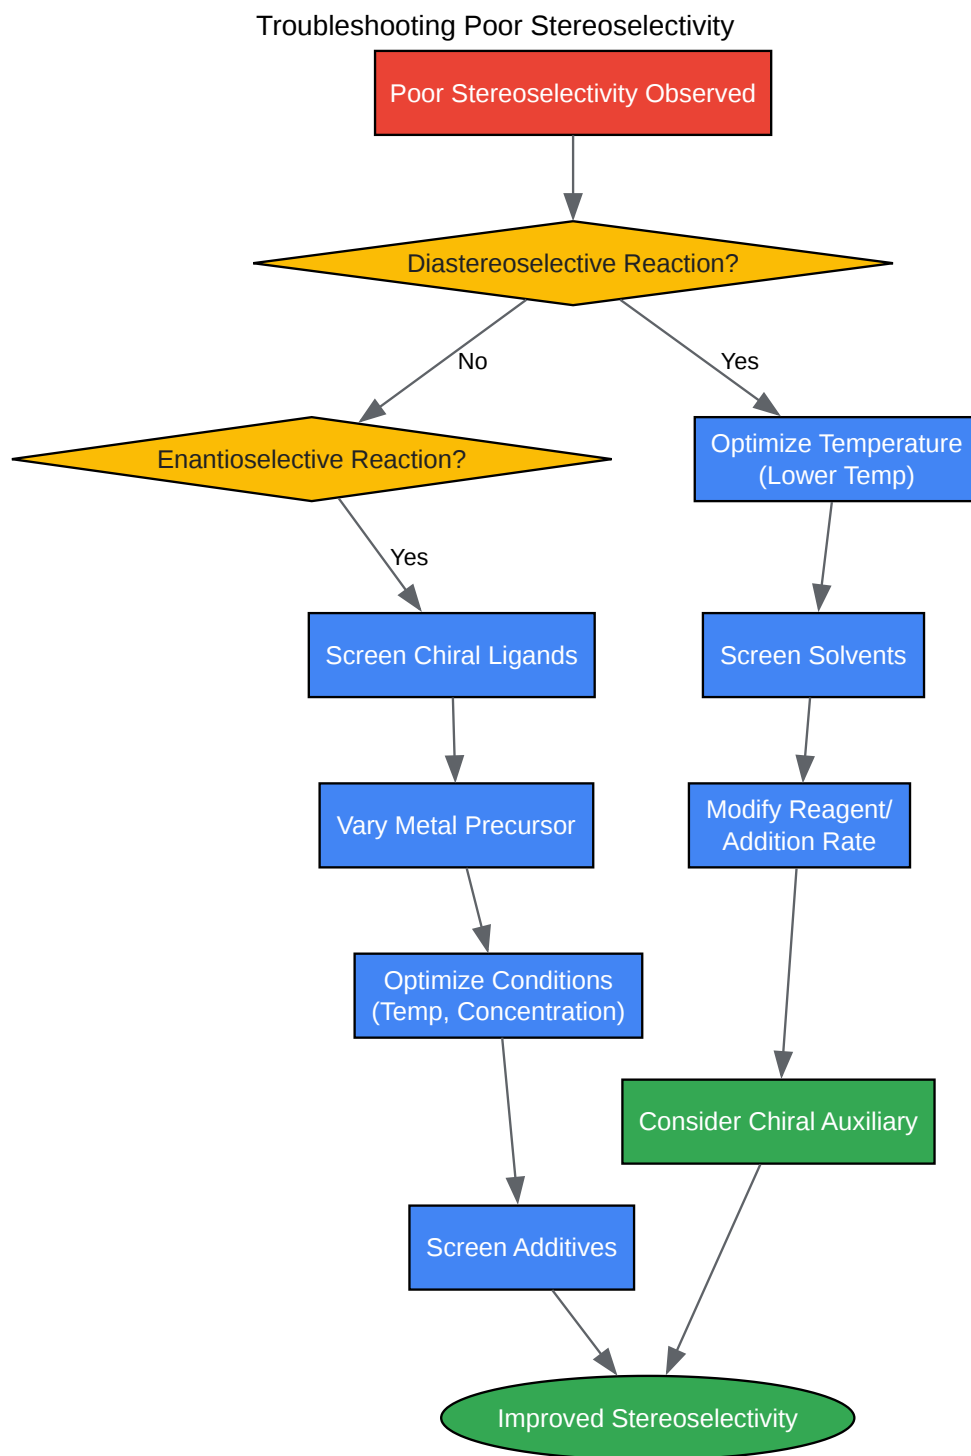 Troubleshooting Poor Stereoselectivity
Poor Stereoselectivity Observed
Diastereoselective Reaction?
No
Yes
Enantioselective Reaction?
Optimize Temperature
(Lower Temp)
Yes
Screen Chiral Ligands
Screen Solvents
Vary Metal Precursor
Modify Reagent/
Addition Rate
Optimize Conditions
(Temp, Concentration)
Consider Chiral Auxiliary
Screen Additives
Improved Stereoselectivity